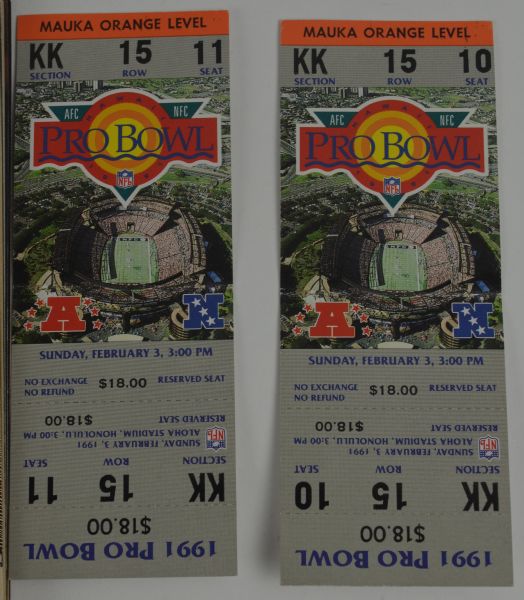 MAUKA ORANGE LEVEL
KK 15 11
SECTION ROW SEAT
HAWAII
AFC NFC
PRO BOWL
NFL
A N
SUNDAY, FEBRUARY 3, 3:00 PM
NO EXCHANGE
NO REFUND
$18.00
RESERVED SEAT
1991 PRO BOWL
$18.00
KK 15 11
SECTION ROW SEAT
NFL
SUNDAY, FEBRUARY 3, 1991
ALOHA STADIUM, HONOLULU, 3:00 PM
RESERVED SEAT
$18.00
MAUKA ORANGE LEVEL
KK 15 10
SECTION ROW SEAT
HAWAII
AFC NFC
PRO BOWL
NFL
A N
SUNDAY, FEBRUARY 3, 3:00 PM
NO EXCHANGE
NO REFUND
$18.00
RESERVED SEAT
1991 PRO BOWL
$18.00
KK 15 10
SECTION ROW SEAT
NFL
SUNDAY, FEBRUARY 3, 1991
ALOHA STADIUM, HONOLULU, 3:00 PM
RESERVED SEAT
$18.00